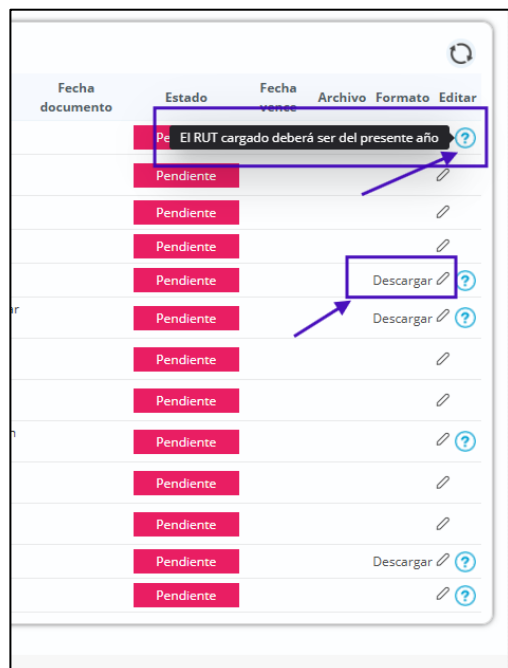 Fecha documento Estado Fecha vence Archivo Formato Editar
Pe El RUT cargado deberá ser del presente año ?
Pendiente
Pendiente
Pendiente
Pendiente Descargar ?
ar
Pendiente Descargar ?
Pendiente
Pendiente
n
Pendiente ?
Pendiente
Pendiente
Pendiente Descargar ?
Pendiente ?